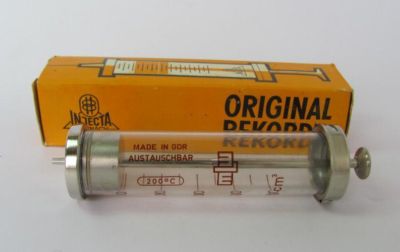 INJECTA
ORIGINAL
REKORD
MADE IN GDR
AUSTAUSCHBAR
200°C